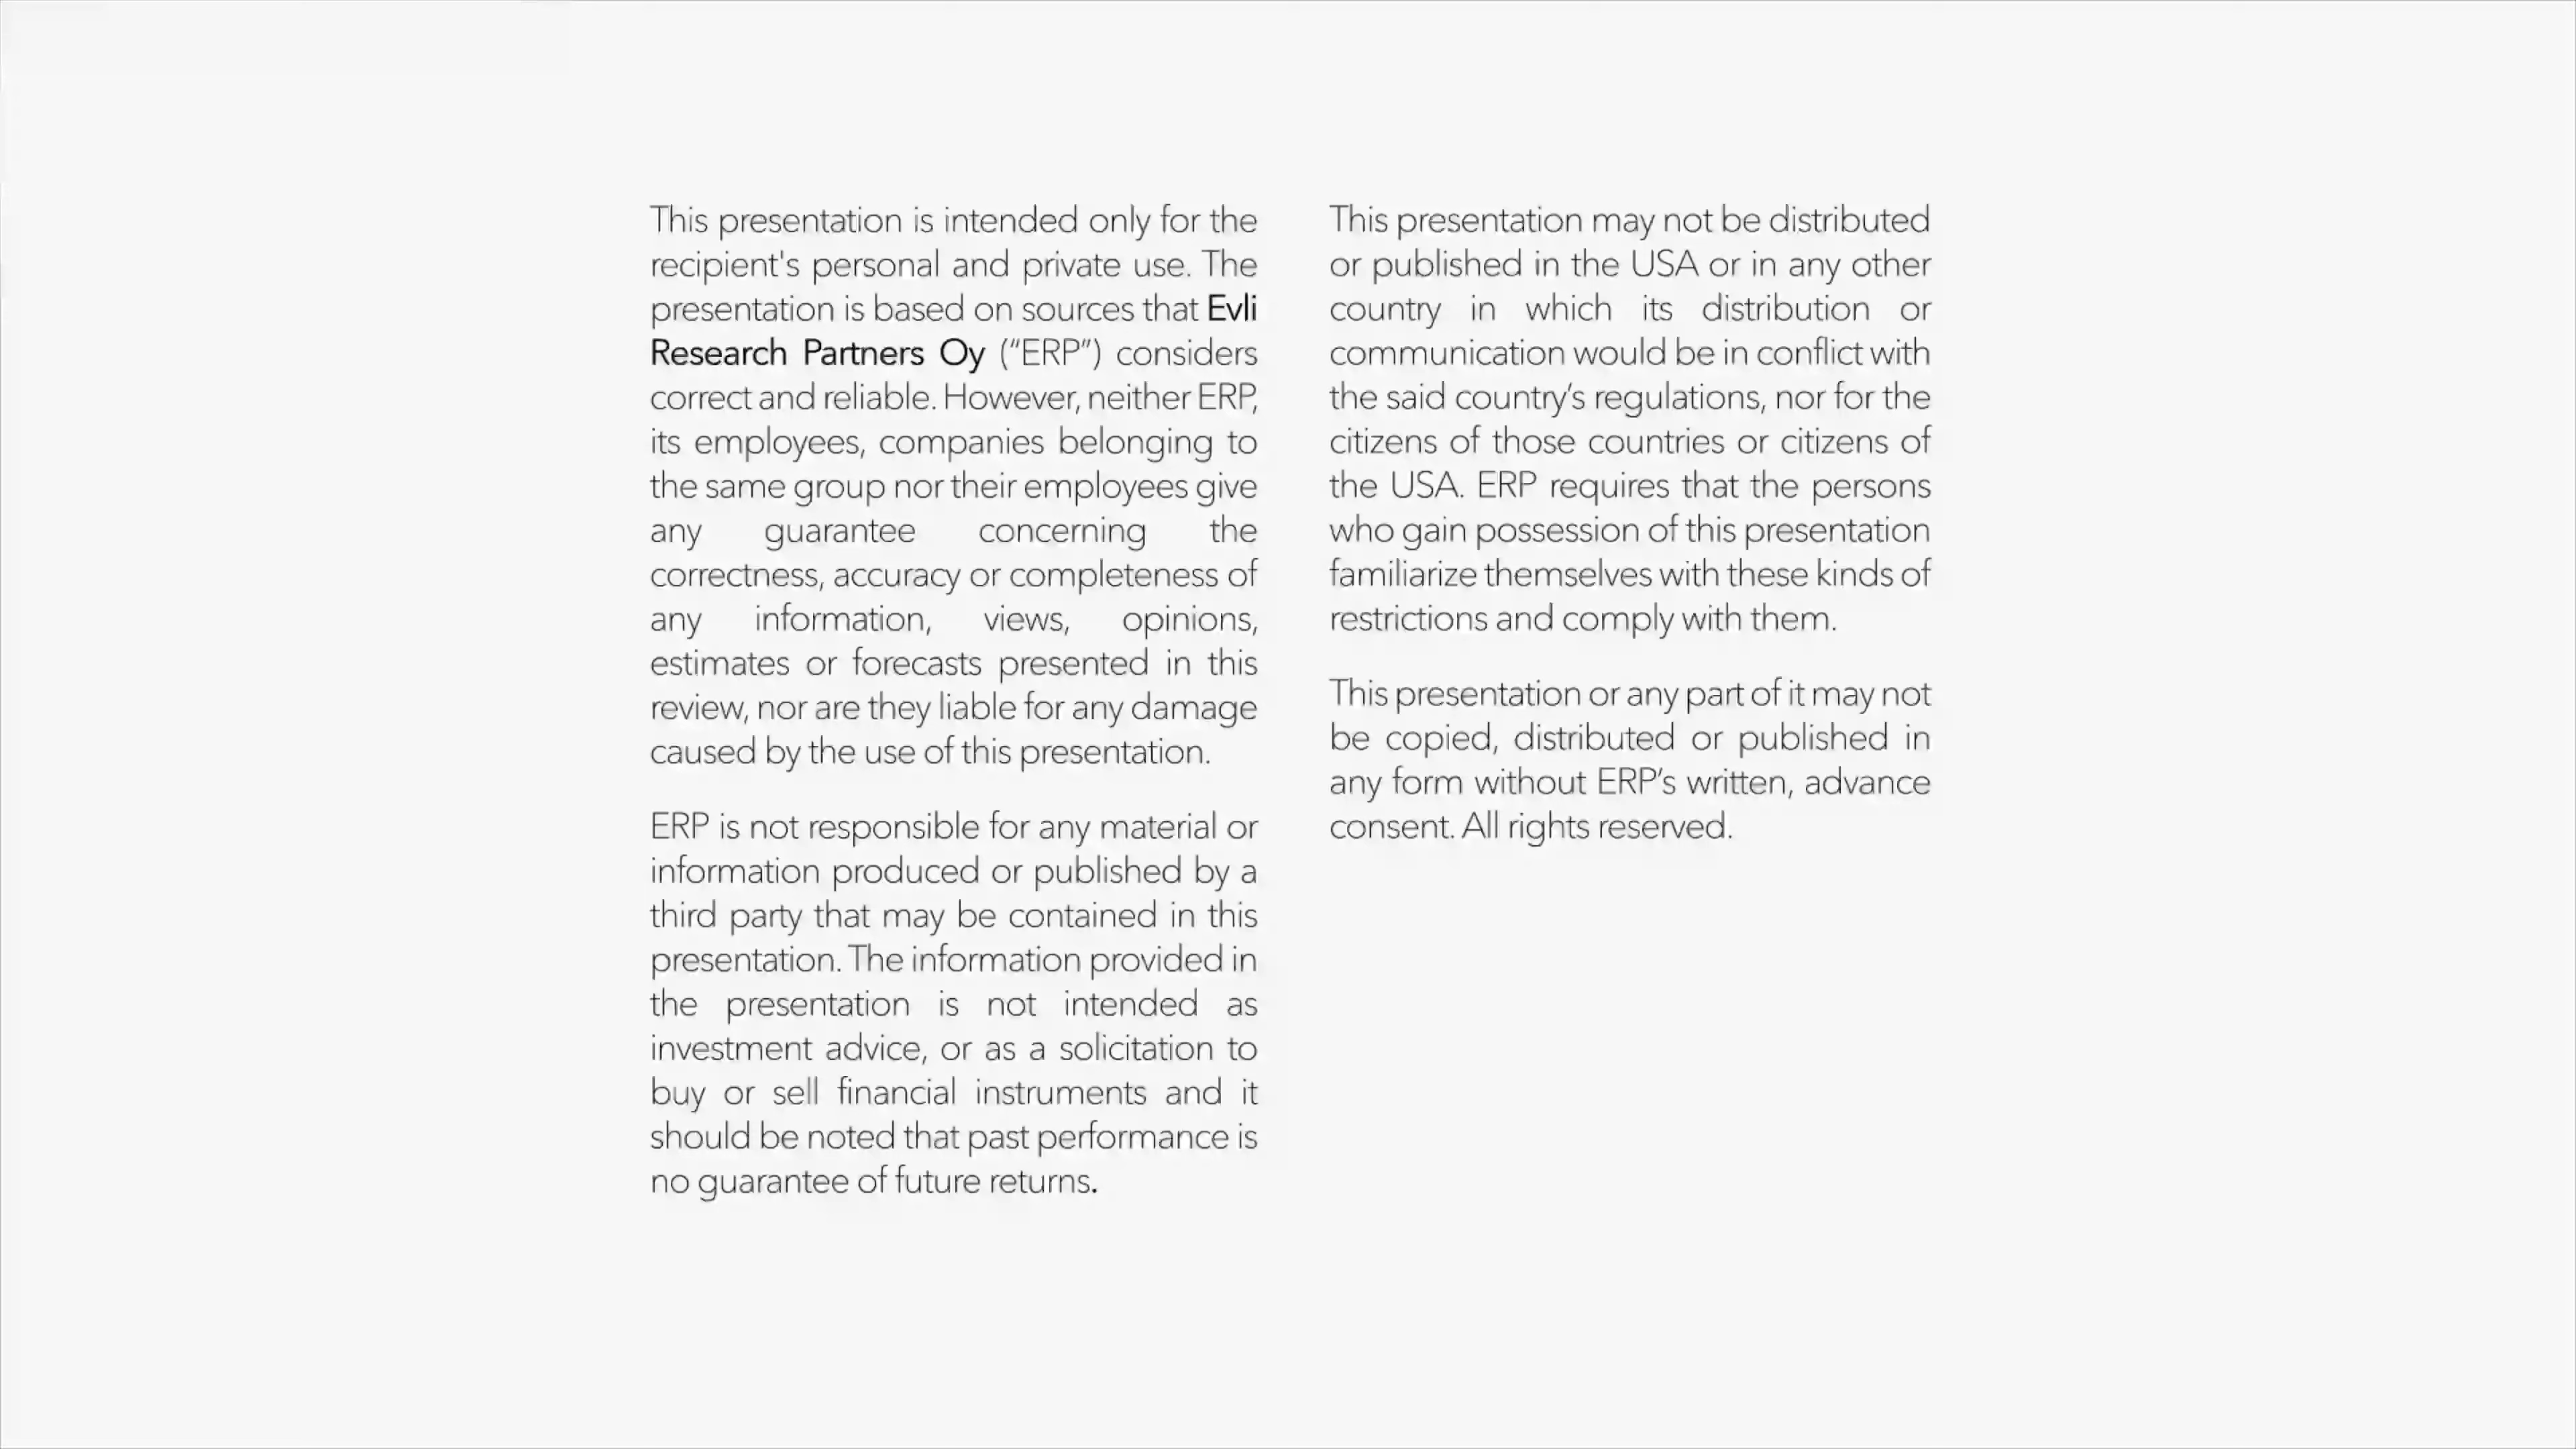 This presentation is intended only for the
recipient's personal and private use. The
presentation is based on sources that Evli
Research Partners Oy (“ERP”) considers
correct and reliable. However, neither ERP,
its employees, companies belonging to
the same group nor their employees give
any guarantee concerning the
correctness, accuracy or completeness of
any information, views, opinions,
estimates or forecasts presented in this
review, nor are they liable for any damage
caused by the use of this presentation.
ERP is not responsible for any material or
information produced or published by a
third party that may be contained in this
presentation. The information provided in
the presentation is not intended as
investment advice, or as a solicitation to
buy or sell financial instruments and it
should be noted that past performance is
no guarantee of future returns.
This presentation may not be distributed
or published in the USA or in any other
country in which its distribution or
communication would be in conflict with
the said country’s regulations, nor for the
citizens of those countries or citizens of
the USA. ERP requires that the persons
who gain possession of this presentation
familiarize themselves with these kinds of
restrictions and comply with them.
This presentation or any part of it may not
be copied, distributed or published in
any form without ERP’s written, advance
consent. All rights reserved.